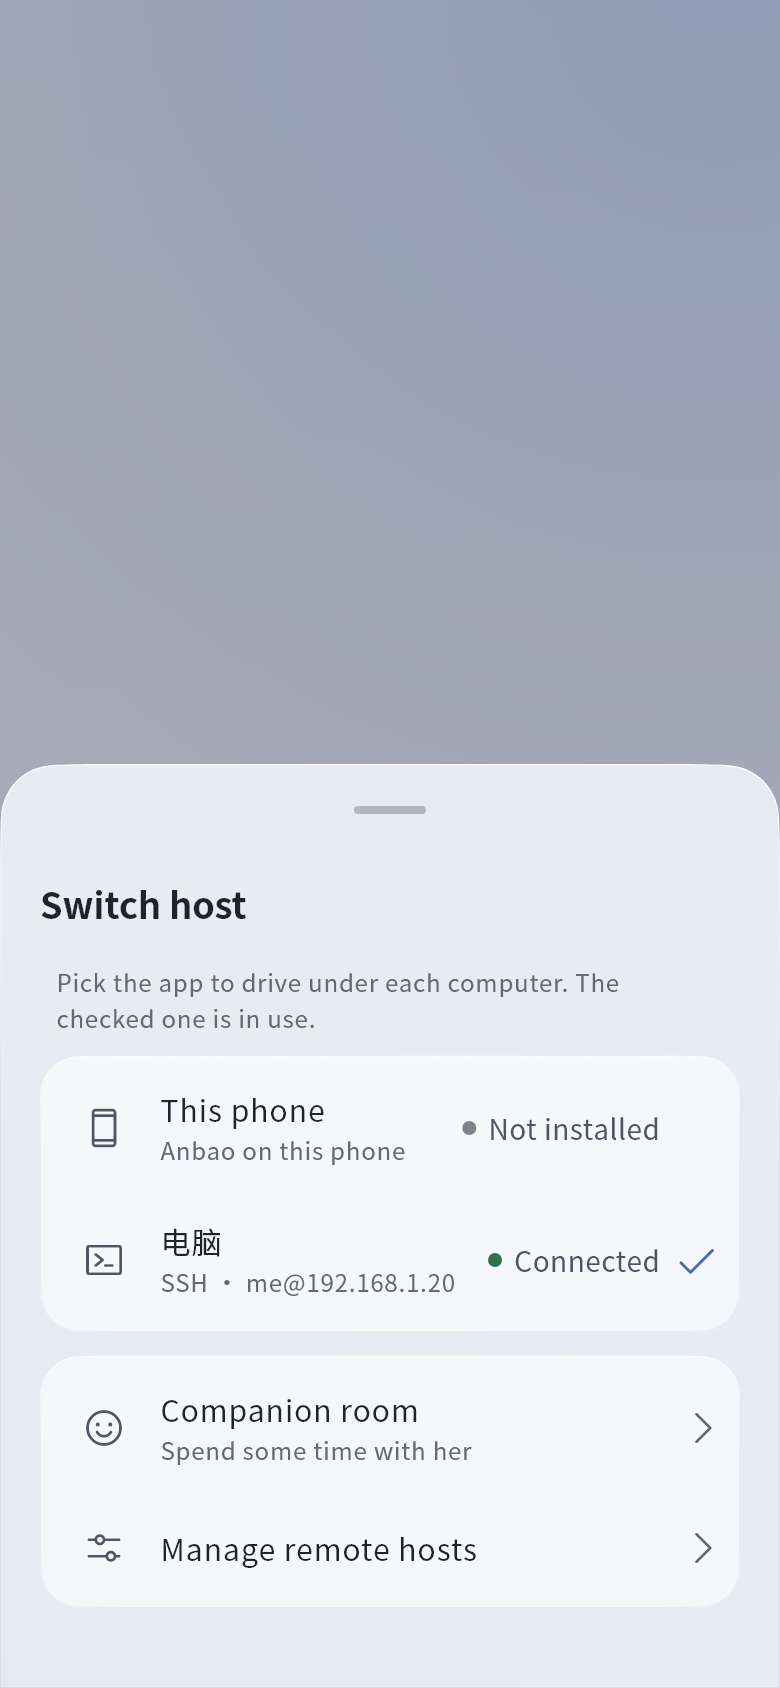 Switch host
Pick the app to drive under each computer. The
checked one is in use.
This phone
Anbao on this phone
Not installed
电脑
SSH · me@192.168.1.20
Connected
Companion room
Spend some time with her
Manage remote hosts